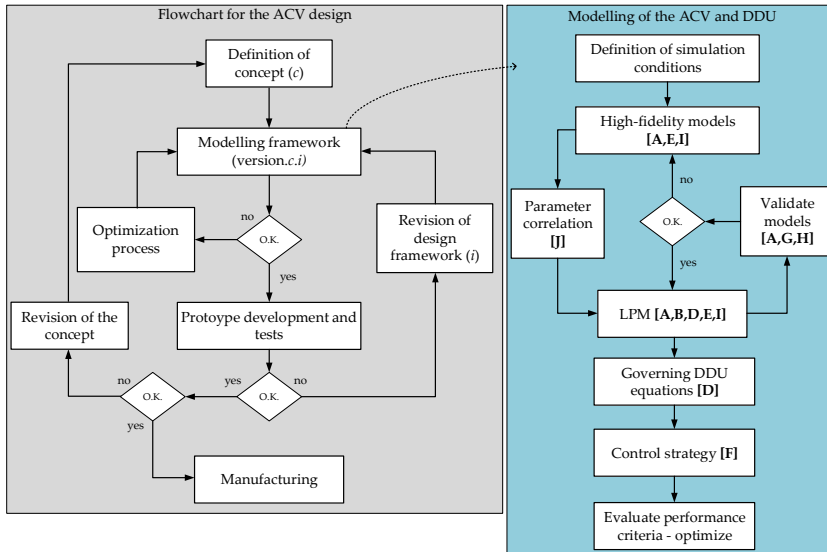 Flowchart for the ACV design
Definition of
concept (c)
Modelling framework
(version.c.i)
no
Optimization
process
O.K.
Revision of
design
framework (i)
yes
Revision of the
concept
Protoype development and
tests
no
yes
no
O.K.
O.K.
yes
Manufacturing
Modelling of the ACV and DDU
Definition of simulation
conditions
High-fidelity models
[A,E,I]
no
Parameter
correlation
[J]
O.K.
Validate
models
[A,G,H]
yes
LPM [A,B,D,E,I]
Governing DDU
equations [D]
Control strategy [F]
Evaluate performance
criteria - optimize